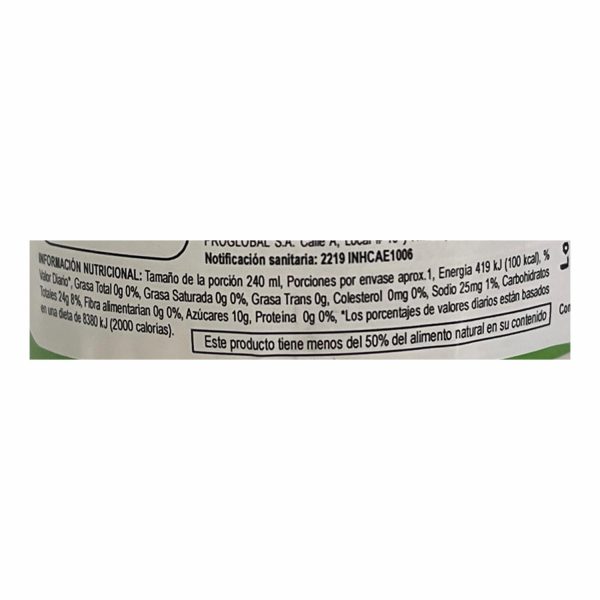 PROGLOBAL S.A. Calle A, Local
Notificación sanitaria: 2219 INHCAE1006
INFORMACIÓN NUTRICIONAL: Tamaño de la porción 240 ml, Porciones por envase aprox.1, Energía 419 kJ (100 kcal), %
Valor Diario*, Grasa Total 0g 0%, Grasa Saturada 0g 0%, Grasa Trans 0g, Colesterol 0mg 0%, Sodio 25mg 1%, Carbohidratos
Totales 24g 8%, Fibra alimentarian 0g 0%, Azúcares 10g, Proteina 0g 0%, *Los porcentajes de valores diarios están basados
en una dieta de 8380 kJ (2000 calorías).
Este producto tiene menos del 50% del alimento natural en su contenido